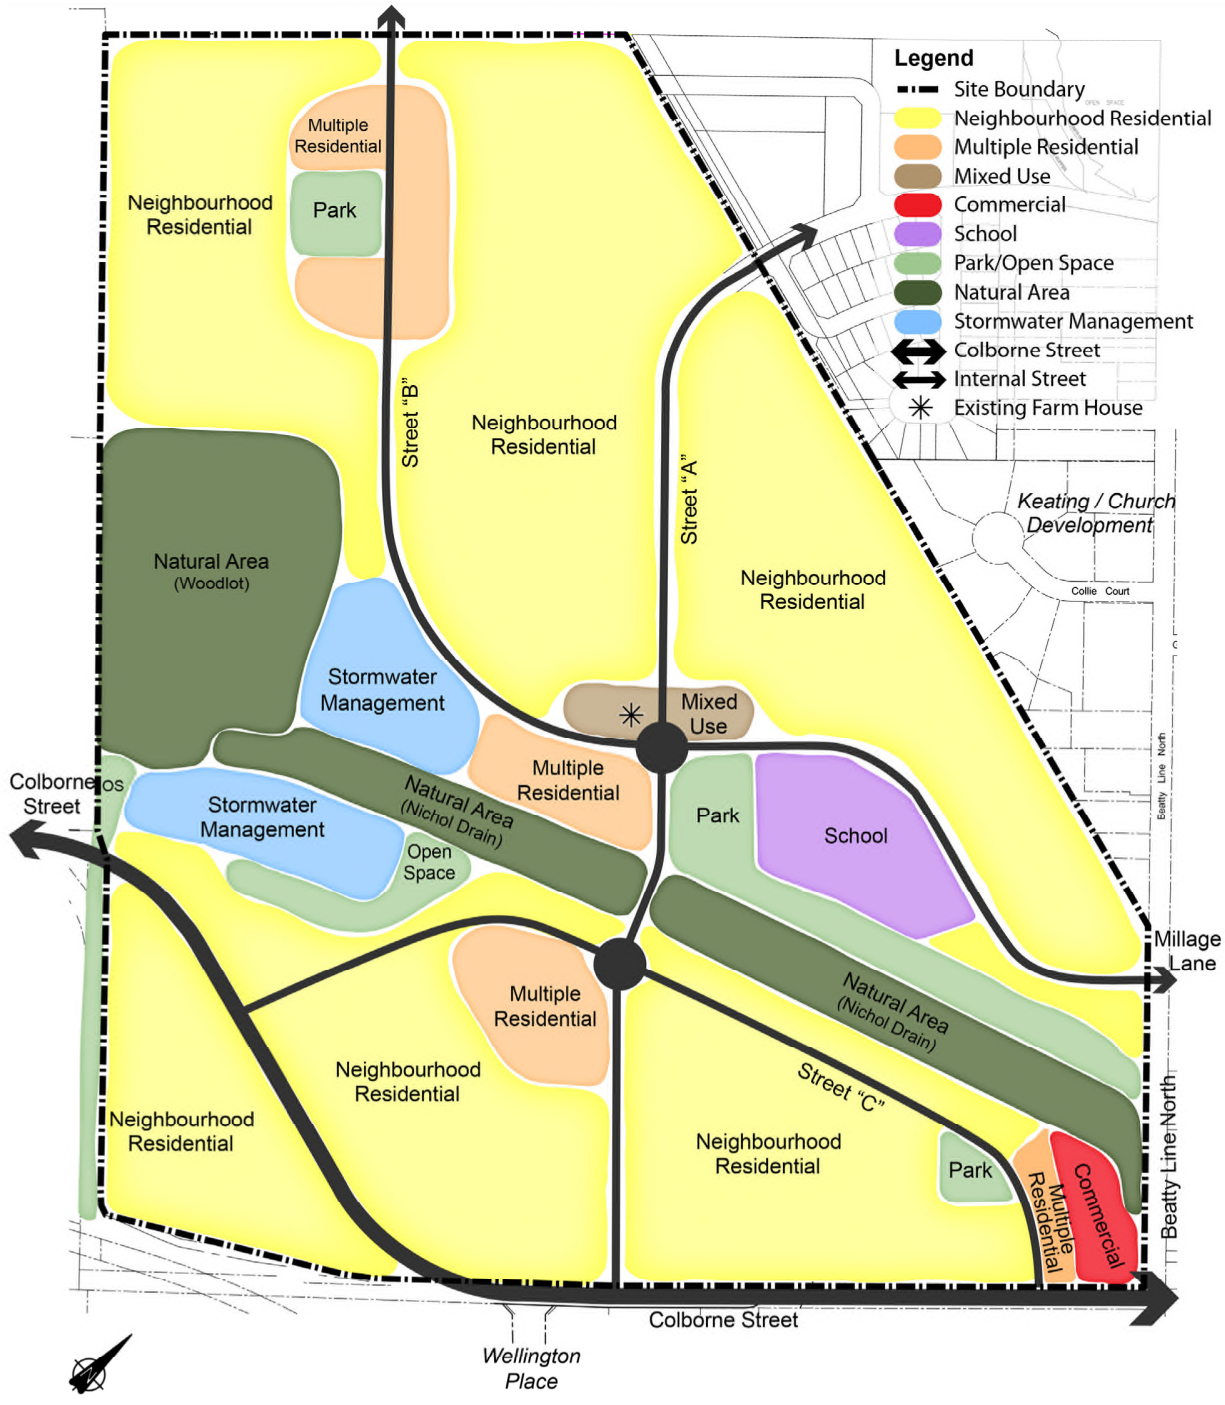 Legend
Site Boundary
Neighbourhood Residential
Multiple Residential
Mixed Use
Commercial
School
Park/Open Space
Natural Area
Stormwater Management
Colborne Street
Internal Street
Existing Farm House
OPEN SPACE
Multiple
Residential
Neighbourhood
Residential
Park
Street “B”
Neighbourhood
Residential
Street “A”
Keating / Church
Development
Collie Court
Natural Area
(Woodlot)
Neighbourhood
Residential
Stormwater
Management
Mixed
Use
Beatty Line North
Multiple
Residential
Colborne
Street
OS
Stormwater
Management
Natural Area
(Nichol Drain)
Park
School
Open
Space
Millage
Lane
Multiple
Residential
Natural Area
(Nichol Drain)
Neighbourhood
Residential
Street “C”
Neighbourhood
Residential
Neighbourhood
Residential
Park
Multiple
Residential
Commercial
Beatty Line North
Colborne Street
Wellington
Place